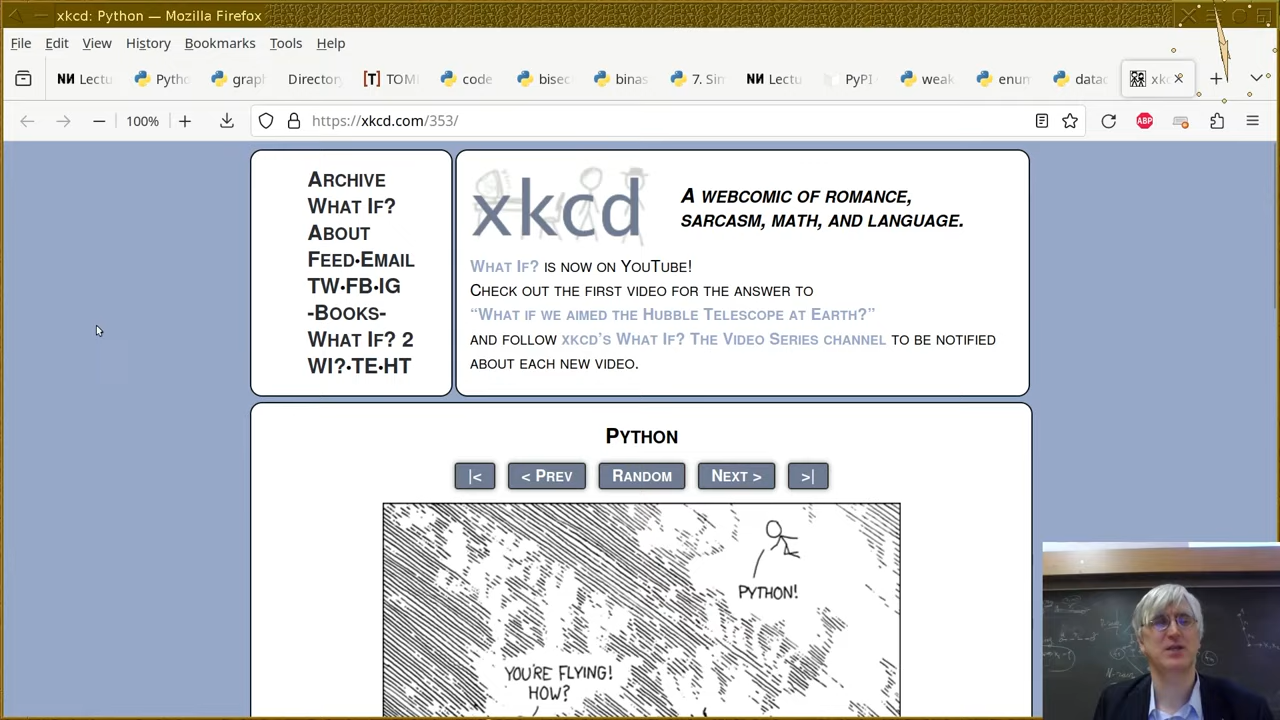 xkcd: Python — Mozilla Firefox
File Edit View History Bookmarks Tools Help
Lectu Pytho grap Directory [T] TOM code bisec binas 7. Sim Lectu PyPI weak enum datac xkc
100% https://xkcd.com/353/ ABP
ARCHIVE
WHAT IF?
ABOUT
FEED•EMAIL
TW•FB•IG
-BOOKS-
WHAT IF? 2
WI?•TE•HT
xkcd
A WEBCOMIC OF ROMANCE,
SARCASM, MATH, AND LANGUAGE.
WHAT IF? IS NOW ON YOUTUBE!
CHECK OUT THE FIRST VIDEO FOR THE ANSWER TO
“WHAT IF WE AIMED THE HUBBLE TELESCOPE AT EARTH?”
AND FOLLOW XKCD’S WHAT IF? THE VIDEO SERIES CHANNEL TO BE NOTIFIED
ABOUT EACH NEW VIDEO.
PYTHON
|< < PREV RANDOM NEXT > >|
PYTHON!
YOU'RE FLYING!
HOW?